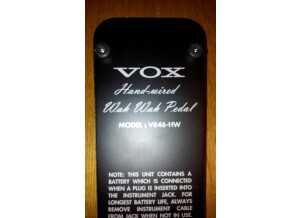 VOX
Hand-wired
Wah Wah Pedal
MODEL : V846-HW
NOTE: THIS UNIT CONTAINS A
BATTERY WHICH IS CONNECTED
WHEN A PLUG IS INSERTED INTO
THE INSTRUMENT JACK. FOR
LONGEST BATTERY LIFE, ALWAYS
REMOVE INSTRUMENT CABLE
FROM JACK WHEN NOT IN USE.